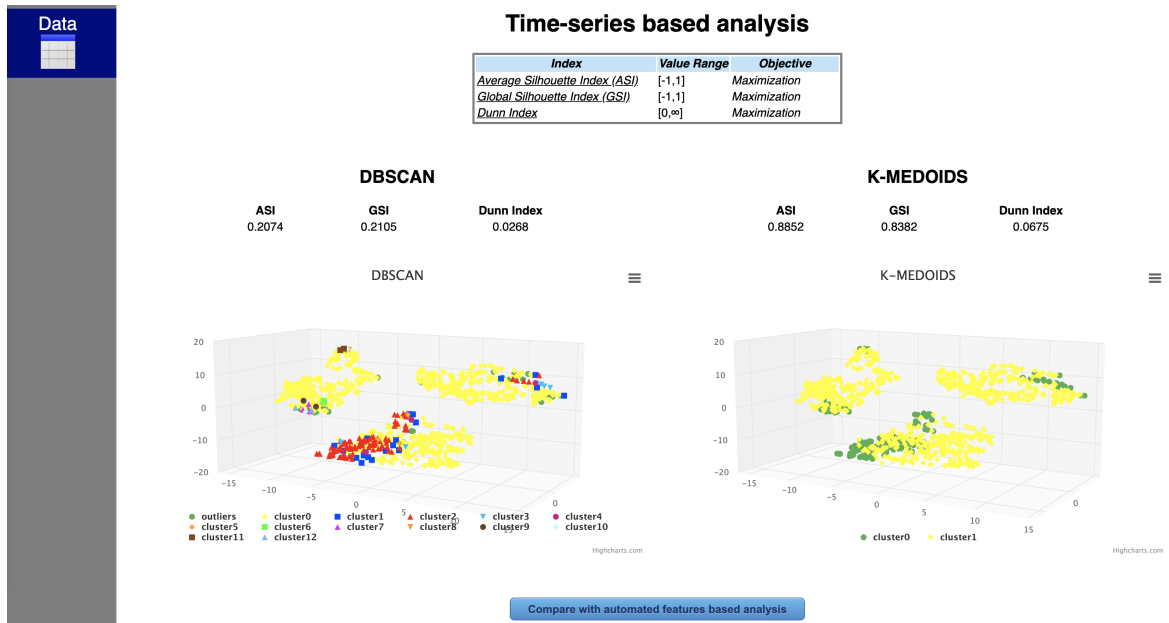 Data
Time-series based analysis
Index Value Range Objective
Average Silhouette Index (ASI) [-1,1] Maximization
Global Silhouette Index (GSI) [-1,1] Maximization
Dunn Index [0,∞] Maximization
DBSCAN
ASI GSI Dunn Index
0.2074 0.2105 0.0268
DBSCAN
20
10
0
−10
−20
−15
−10
−5
0
5
10
15
0
outliers cluster0 cluster1 cluster2 cluster3 cluster4
cluster5 cluster6 cluster7 cluster8 cluster9 cluster10
cluster11 cluster12
Highcharts.com
K-MEDOIDS
ASI GSI Dunn Index
0.8852 0.8382 0.0675
K−MEDOIDS
20
10
0
−10
−20
−15
−10
−5
0
5
10
15
0
cluster0 cluster1
Highcharts.com
Compare with automated features based analysis